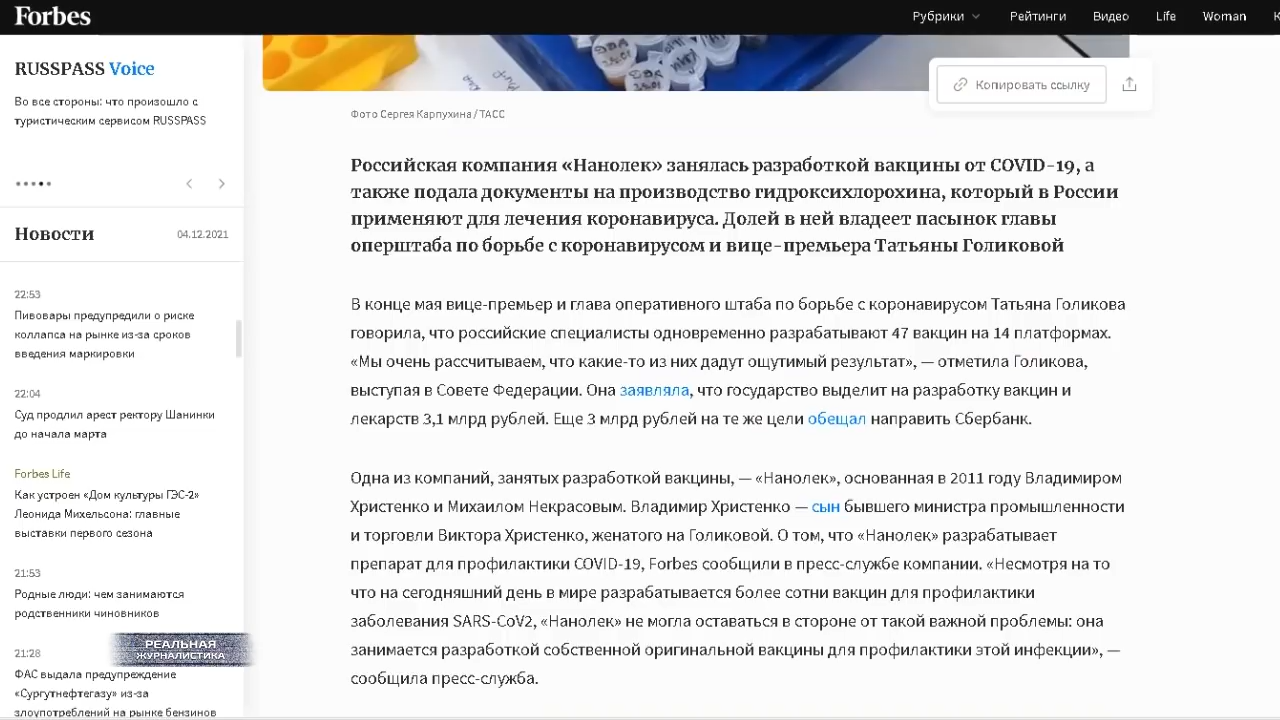 Forbes
Рубрики
Рейтинги
Видео
Life
Woman
RUSSPASS Voice
Во все стороны: что произошло с
туристическим сервисом RUSSPASS
Новости
04.12.2021
22:53
Пивовары предупредили о риске
коллапса на рынке из-за сроков
введения маркировки
22:04
Суд продлил арест ректору Шанинки
до начала марта
Forbes Life
Как устроен «Дом культуры ГЭС-2»
Леонида Михельсона: главные
выставки первого сезона
21:53
Родные люди: чем занимаются
родственники чиновников
21:28
ФАС выдала предупреждение
«Сургутнефтегазу» из-за
злоупотреблений на рынке бензинов
РЕАЛЬНАЯ
ЖУРНАЛИСТИКА
Копировать ссылку
Фото Сергея Карпухина / ТАСС
Российская компания «Нанолек» занялась разработкой вакцины от COVID-19, а
также подала документы на производство гидроксихлорохина, который в России
применяют для лечения коронавируса. Долей в ней владеет пасынок главы
оперштаба по борьбе с коронавирусом и вице-премьера Татьяны Голиковой
В конце мая вице-премьер и глава оперативного штаба по борьбе с коронавирусом Татьяна Голикова
говорила, что российские специалисты одновременно разрабатывают 47 вакцин на 14 платформах.
«Мы очень рассчитываем, что какие-то из них дадут ощутимый результат», — отметила Голикова,
выступая в Совете Федерации. Она заявляла, что государство выделит на разработку вакцин и
лекарств 3,1 млрд рублей. Еще 3 млрд рублей на те же цели обещал направить Сбербанк.
Одна из компаний, занятых разработкой вакцины, — «Нанолек», основанная в 2011 году Владимиром
Христенко и Михаилом Некрасовым. Владимир Христенко — сын бывшего министра промышленности
и торговли Виктора Христенко, женатого на Голиковой. О том, что «Нанолек» разрабатывает
препарат для профилактики COVID-19, Forbes сообщили в пресс-службе компании. «Несмотря на то
что на сегодняшний день в мире разрабатывается более сотни вакцин для профилактики
заболевания SARS-CoV2, «Нанолек» не могла оставаться в стороне от такой важной проблемы: она
занимается разработкой собственной оригинальной вакцины для профилактики этой инфекции», —
сообщила пресс-служба.